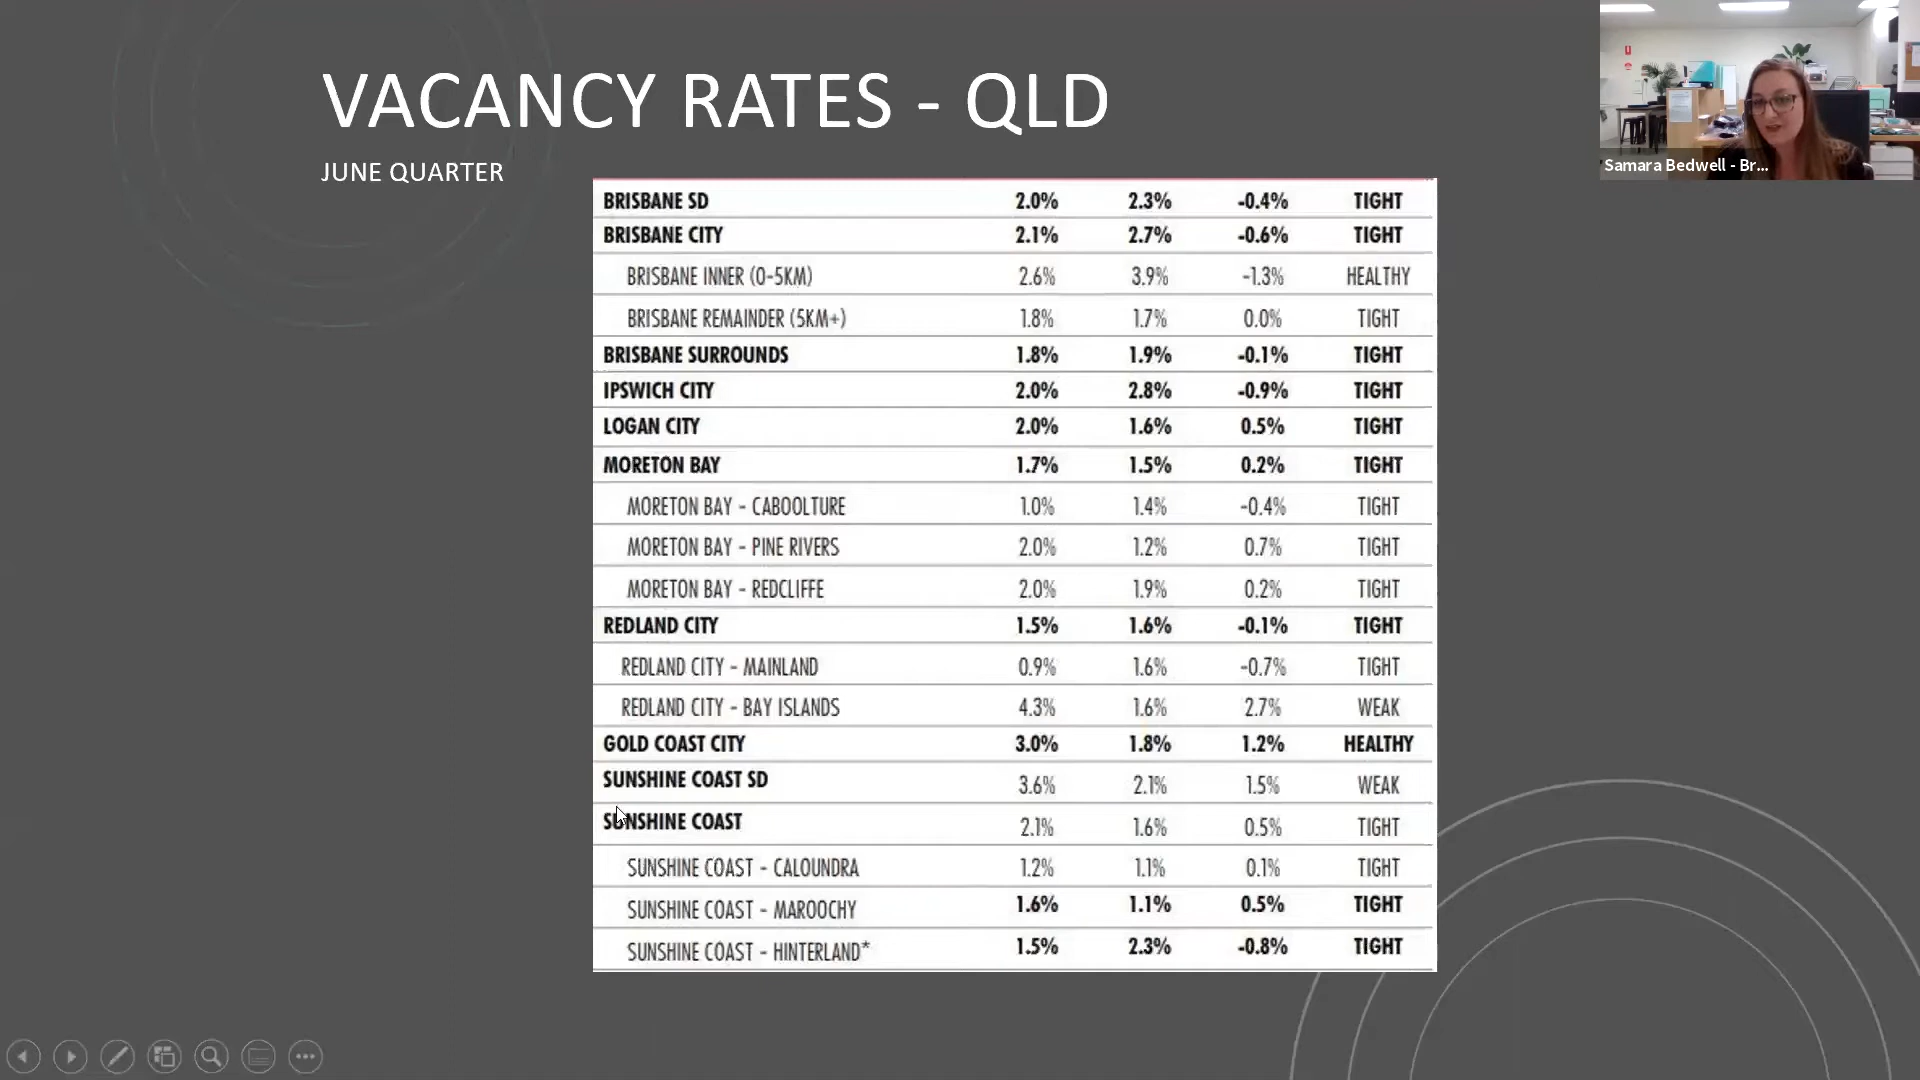 VACANCY RATES - QLD
JUNE QUARTER
Samara Bedwell - Br...
BRISBANE SD 2.0% 2.3% -0.4% TIGHT
BRISBANE CITY 2.1% 2.7% -0.6% TIGHT
BRISBANE INNER (0-5KM) 2.6% 3.9% -1.3% HEALTHY
BRISBANE REMAINDER (5KM+) 1.8% 1.7% 0.0% TIGHT
BRISBANE SURROUNDS 1.8% 1.9% -0.1% TIGHT
IPSWICH CITY 2.0% 2.8% -0.9% TIGHT
LOGAN CITY 2.0% 1.6% 0.5% TIGHT
MORETON BAY 1.7% 1.5% 0.2% TIGHT
MORETON BAY - CABOOLTURE 1.0% 1.4% -0.4% TIGHT
MORETON BAY - PINE RIVERS 2.0% 1.2% 0.7% TIGHT
MORETON BAY - REDCLIFFE 2.0% 1.9% 0.2% TIGHT
REDLAND CITY 1.5% 1.6% -0.1% TIGHT
REDLAND CITY - MAINLAND 0.9% 1.6% -0.7% TIGHT
REDLAND CITY - BAY ISLANDS 4.3% 1.6% 2.7% WEAK
GOLD COAST CITY 3.0% 1.8% 1.2% HEALTHY
SUNSHINE COAST SD 3.6% 2.1% 1.5% WEAK
SUNSHINE COAST 2.1% 1.6% 0.5% TIGHT
SUNSHINE COAST - CALOUNDRA 1.2% 1.1% 0.1% TIGHT
SUNSHINE COAST - MAROOCHY 1.6% 1.1% 0.5% TIGHT
SUNSHINE COAST - HINTERLAND* 1.5% 2.3% -0.8% TIGHT